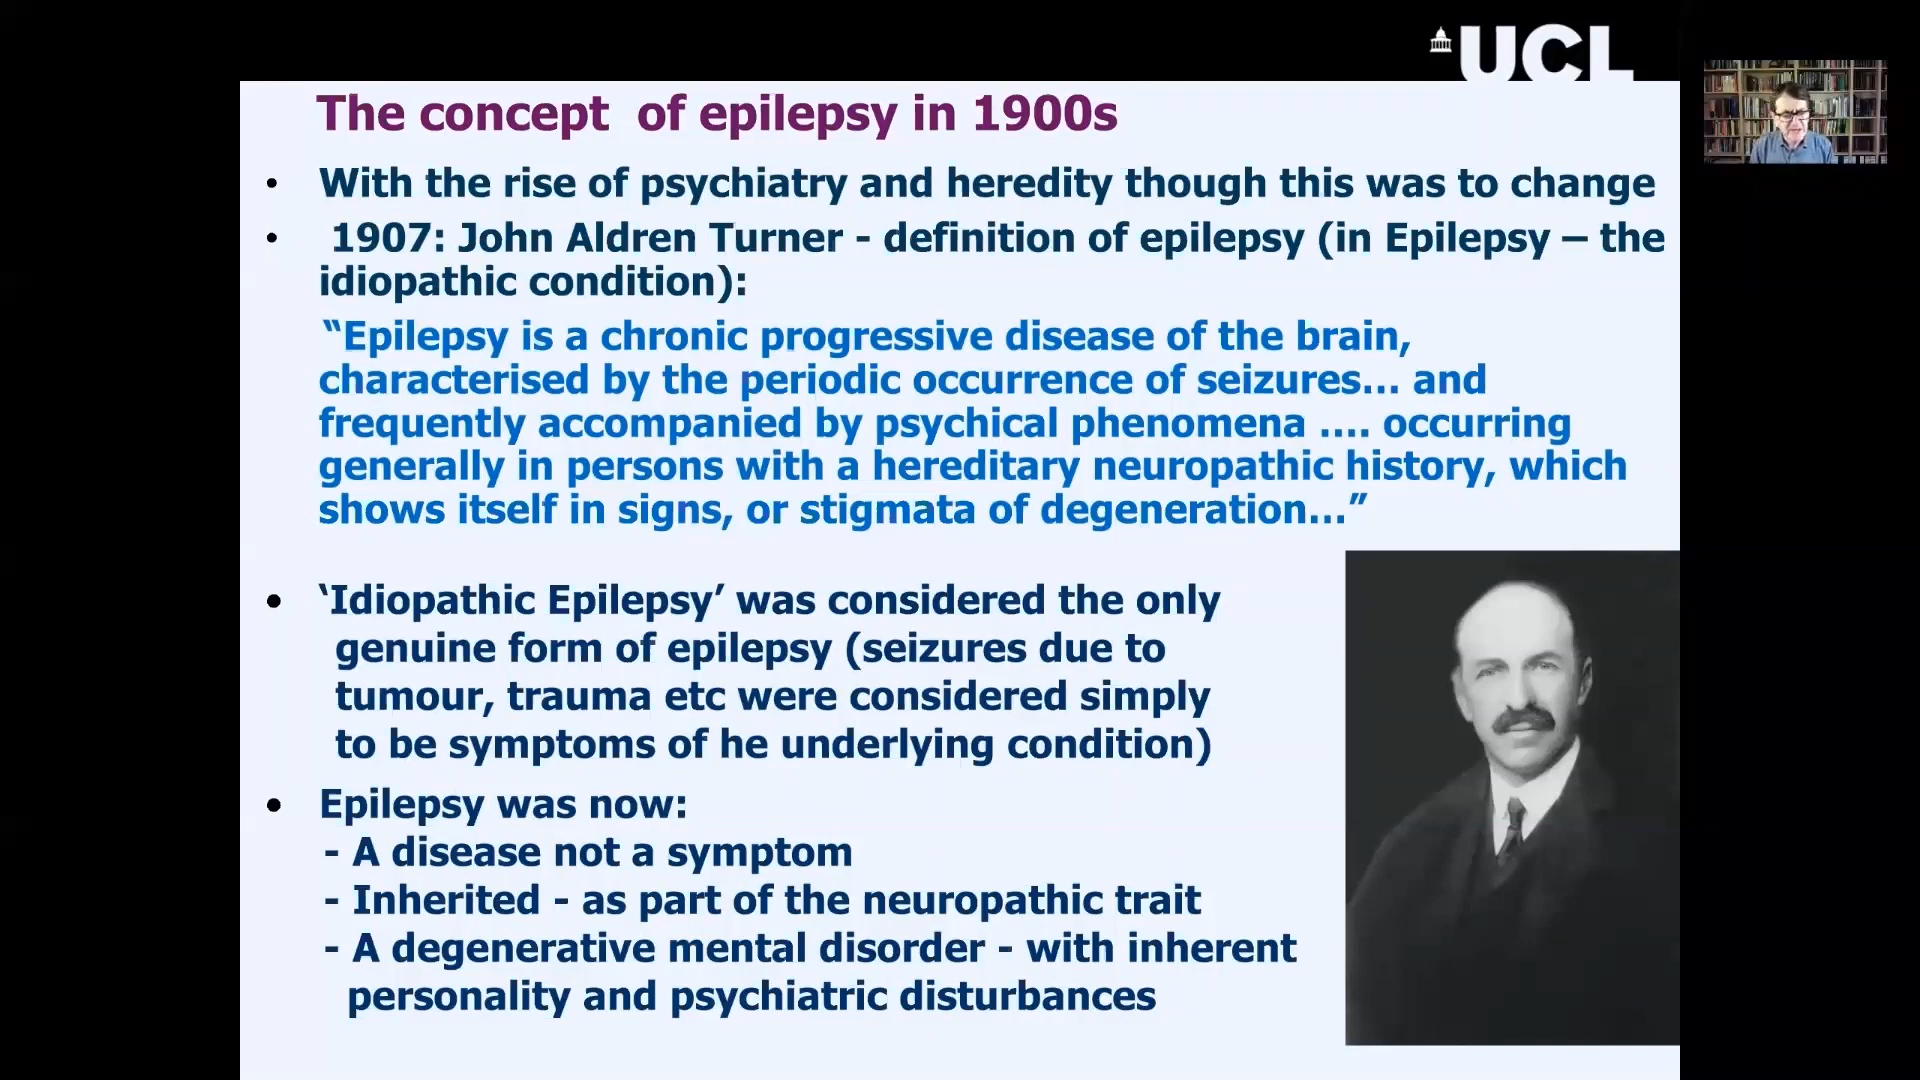 UCL
The concept of epilepsy in 1900s
• With the rise of psychiatry and heredity though this was to change
• 1907: John Aldren Turner - definition of epilepsy (in Epilepsy – the
idiopathic condition):
“Epilepsy is a chronic progressive disease of the brain,
characterised by the periodic occurrence of seizures... and
frequently accompanied by psychical phenomena .... occurring
generally in persons with a hereditary neuropathic history, which
shows itself in signs, or stigmata of degeneration...”
• ‘Idiopathic Epilepsy’ was considered the only
genuine form of epilepsy (seizures due to
tumour, trauma etc were considered simply
to be symptoms of he underlying condition)
• Epilepsy was now:
- A disease not a symptom
- Inherited - as part of the neuropathic trait
- A degenerative mental disorder - with inherent
personality and psychiatric disturbances